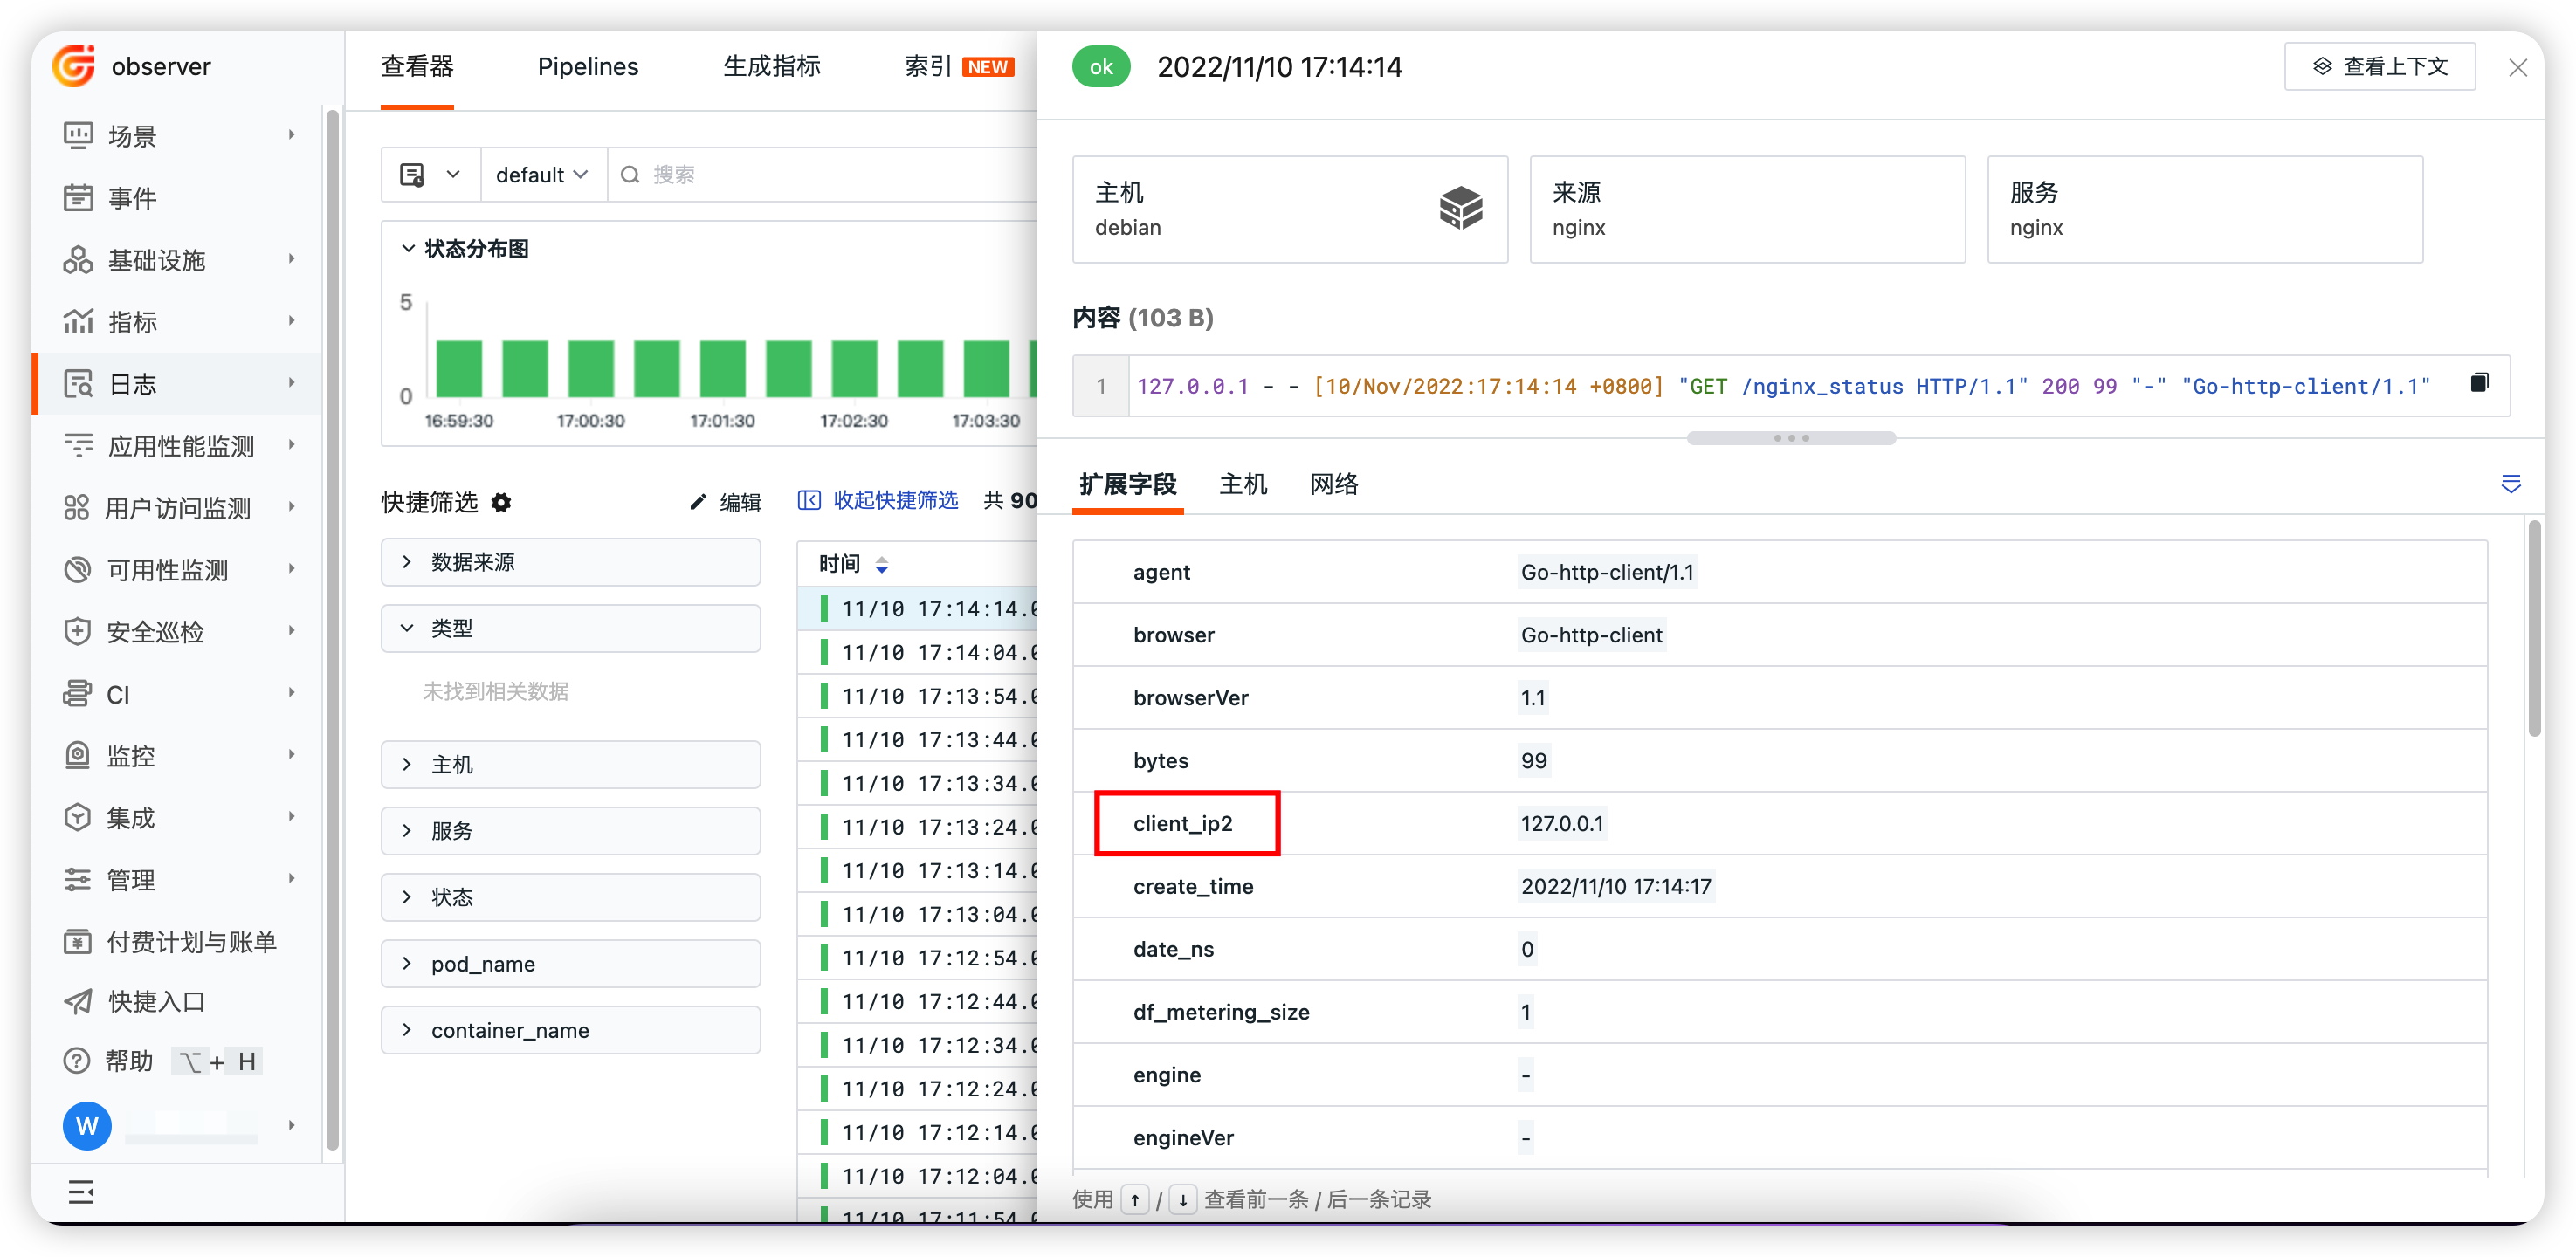 observer
场景
事件
基础设施
指标
日志
应用性能监测
用户访问监测
可用性监测
安全巡检
CI
监控
集成
管理
付费计划与账单
快捷入口
帮助 ⌥ + H
W
查看器 Pipelines 生成指标 索引 NEW
default 搜索
状态分布图
5
0
16:59:30 17:00:30 17:01:30 17:02:30 17:03:30
快捷筛选 编辑
数据来源
类型
未找到相关数据
主机
服务
状态
pod_name
container_name
收起快捷筛选 共 90
时间
11/10 17:14:14.0
11/10 17:14:04.0
11/10 17:13:54.0
11/10 17:13:44.0
11/10 17:13:34.0
11/10 17:13:24.0
11/10 17:13:14.0
11/10 17:13:04.0
11/10 17:12:54.0
11/10 17:12:44.0
11/10 17:12:34.0
11/10 17:12:24.0
11/10 17:12:14.0
11/10 17:12:04.0
11/10 17:11:54.0
ok 2022/11/10 17:14:14 查看上下文
主机
debian
来源
nginx
服务
nginx
内容 (103 B)
1 127.0.0.1 - - [10/Nov/2022:17:14:14 +0800] "GET /nginx_status HTTP/1.1" 200 99 "-" "Go-http-client/1.1"
扩展字段 主机 网络
agent Go-http-client/1.1
browser Go-http-client
browserVer 1.1
bytes 99
client_ip2 127.0.0.1
create_time 2022/11/10 17:14:17
date_ns 0
df_metering_size 1
engine -
engineVer -
使用 ↑ / ↓ 查看前一条 / 后一条记录